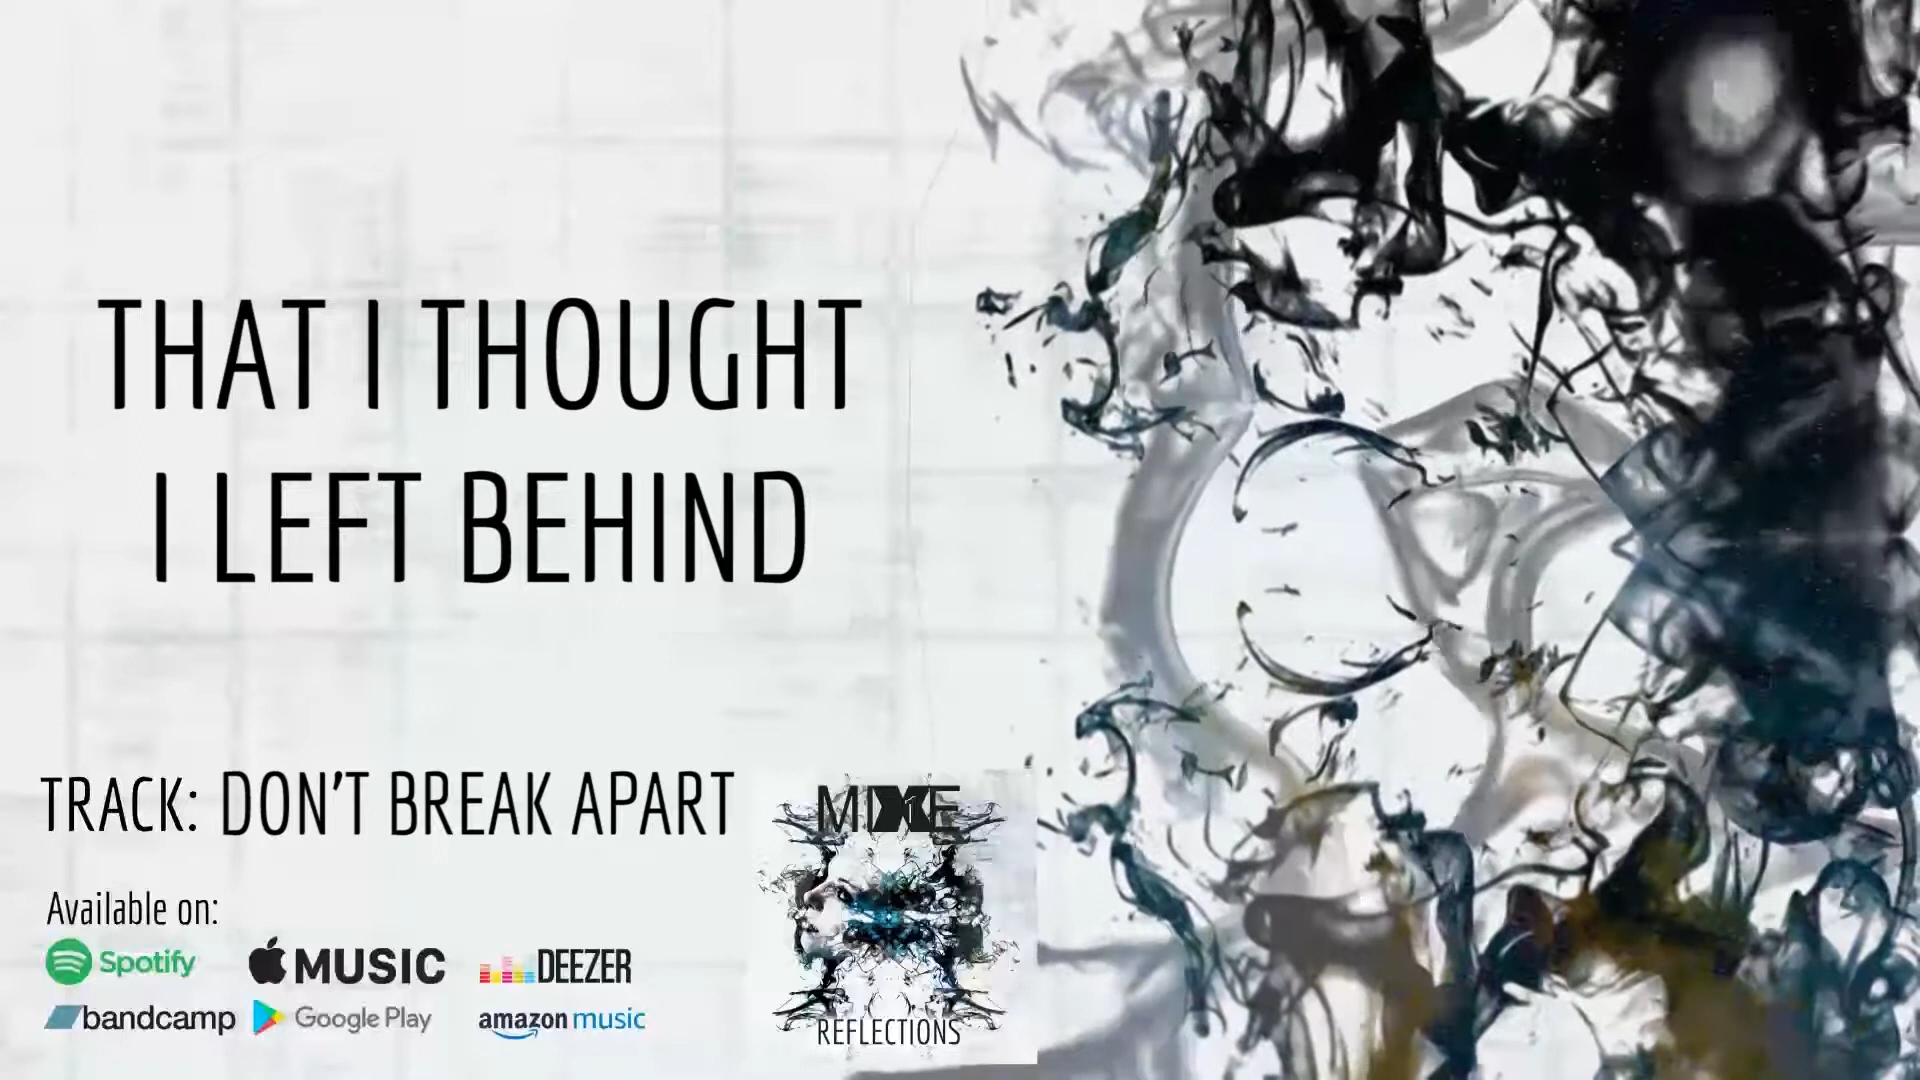 THAT I THOUGHT
I LEFT BEHIND
TRACK: DON'T BREAK APART
Available on:
Spotify MUSIC DEEZER
bandcamp Google Play amazon music
REFLECTIONS